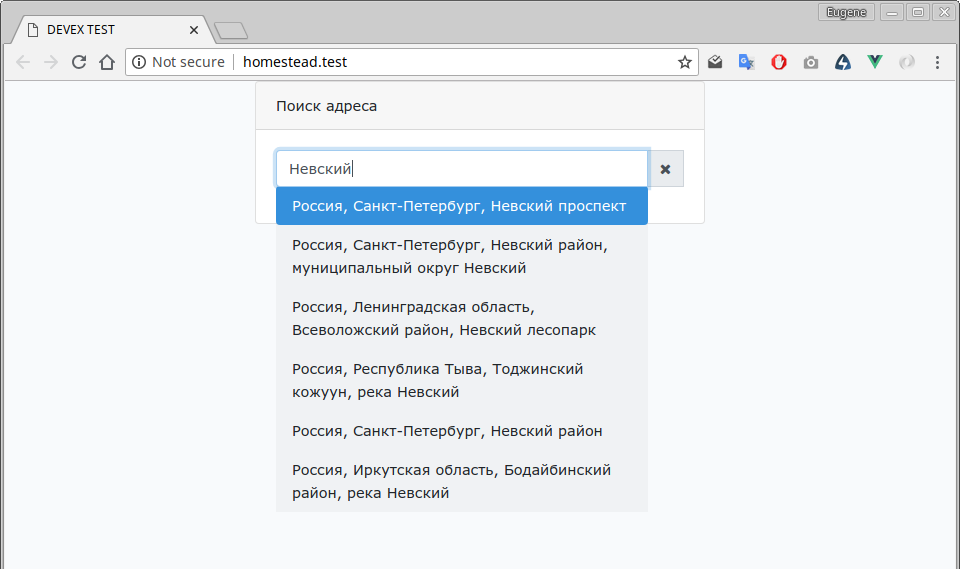 Eugene
DEVEX TEST
Not secure
homestead.test
Поиск адреса
Невский
Россия, Санкт-Петербург, Невский проспект
Россия, Санкт-Петербург, Невский район,
муниципальный округ Невский
Россия, Ленинградская область,
Всеволожский район, Невский лесопарк
Россия, Республика Тыва, Тоджинский
кожуун, река Невский
Россия, Санкт-Петербург, Невский район
Россия, Иркутская область, Бодайбинский
район, река Невский